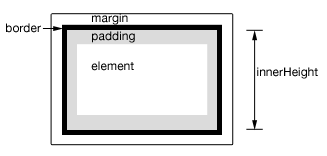 margin
border
padding
element
innerHeight